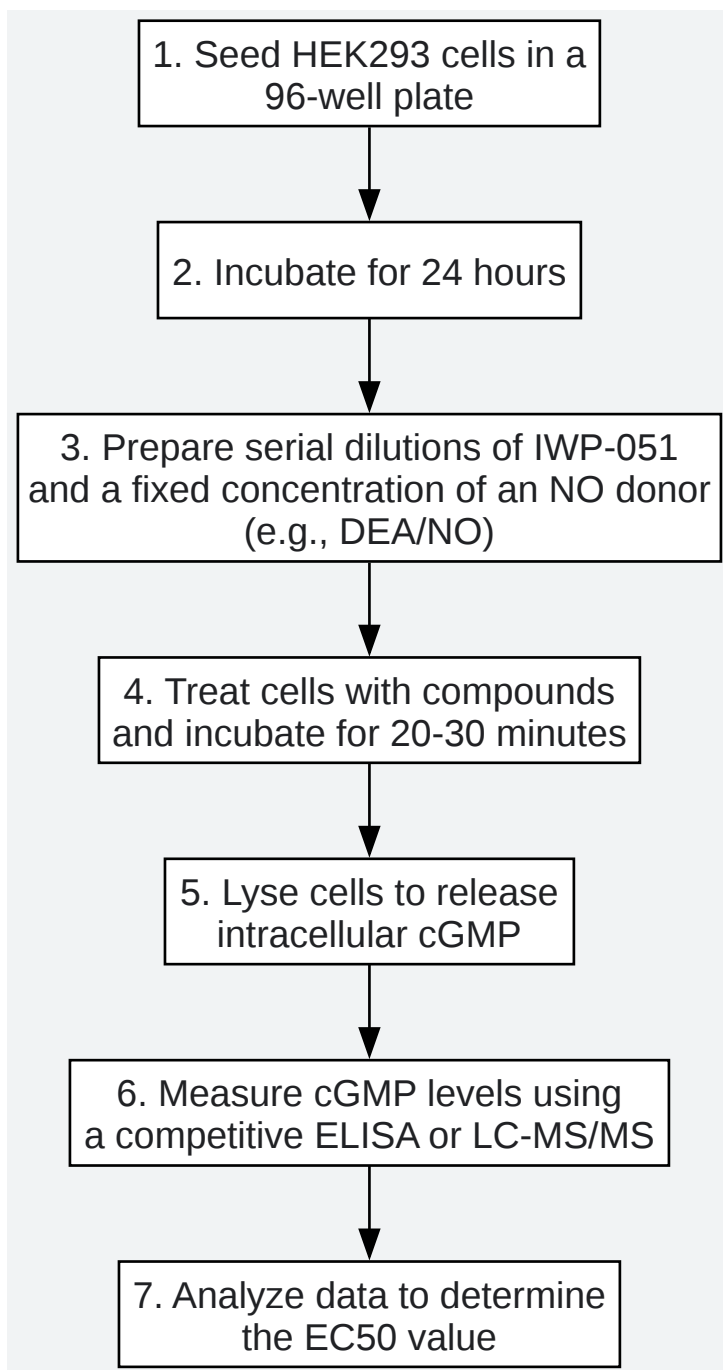 1. Seed HEK293 cells in a
96-well plate
2. Incubate for 24 hours
3. Prepare serial dilutions of IWP-051
and a fixed concentration of an NO donor
(e.g., DEA/NO)
4. Treat cells with compounds
and incubate for 20-30 minutes
5. Lyse cells to release
intracellular cGMP
6. Measure cGMP levels using
a competitive ELISA or LC-MS/MS
7. Analyze data to determine
the EC50 value